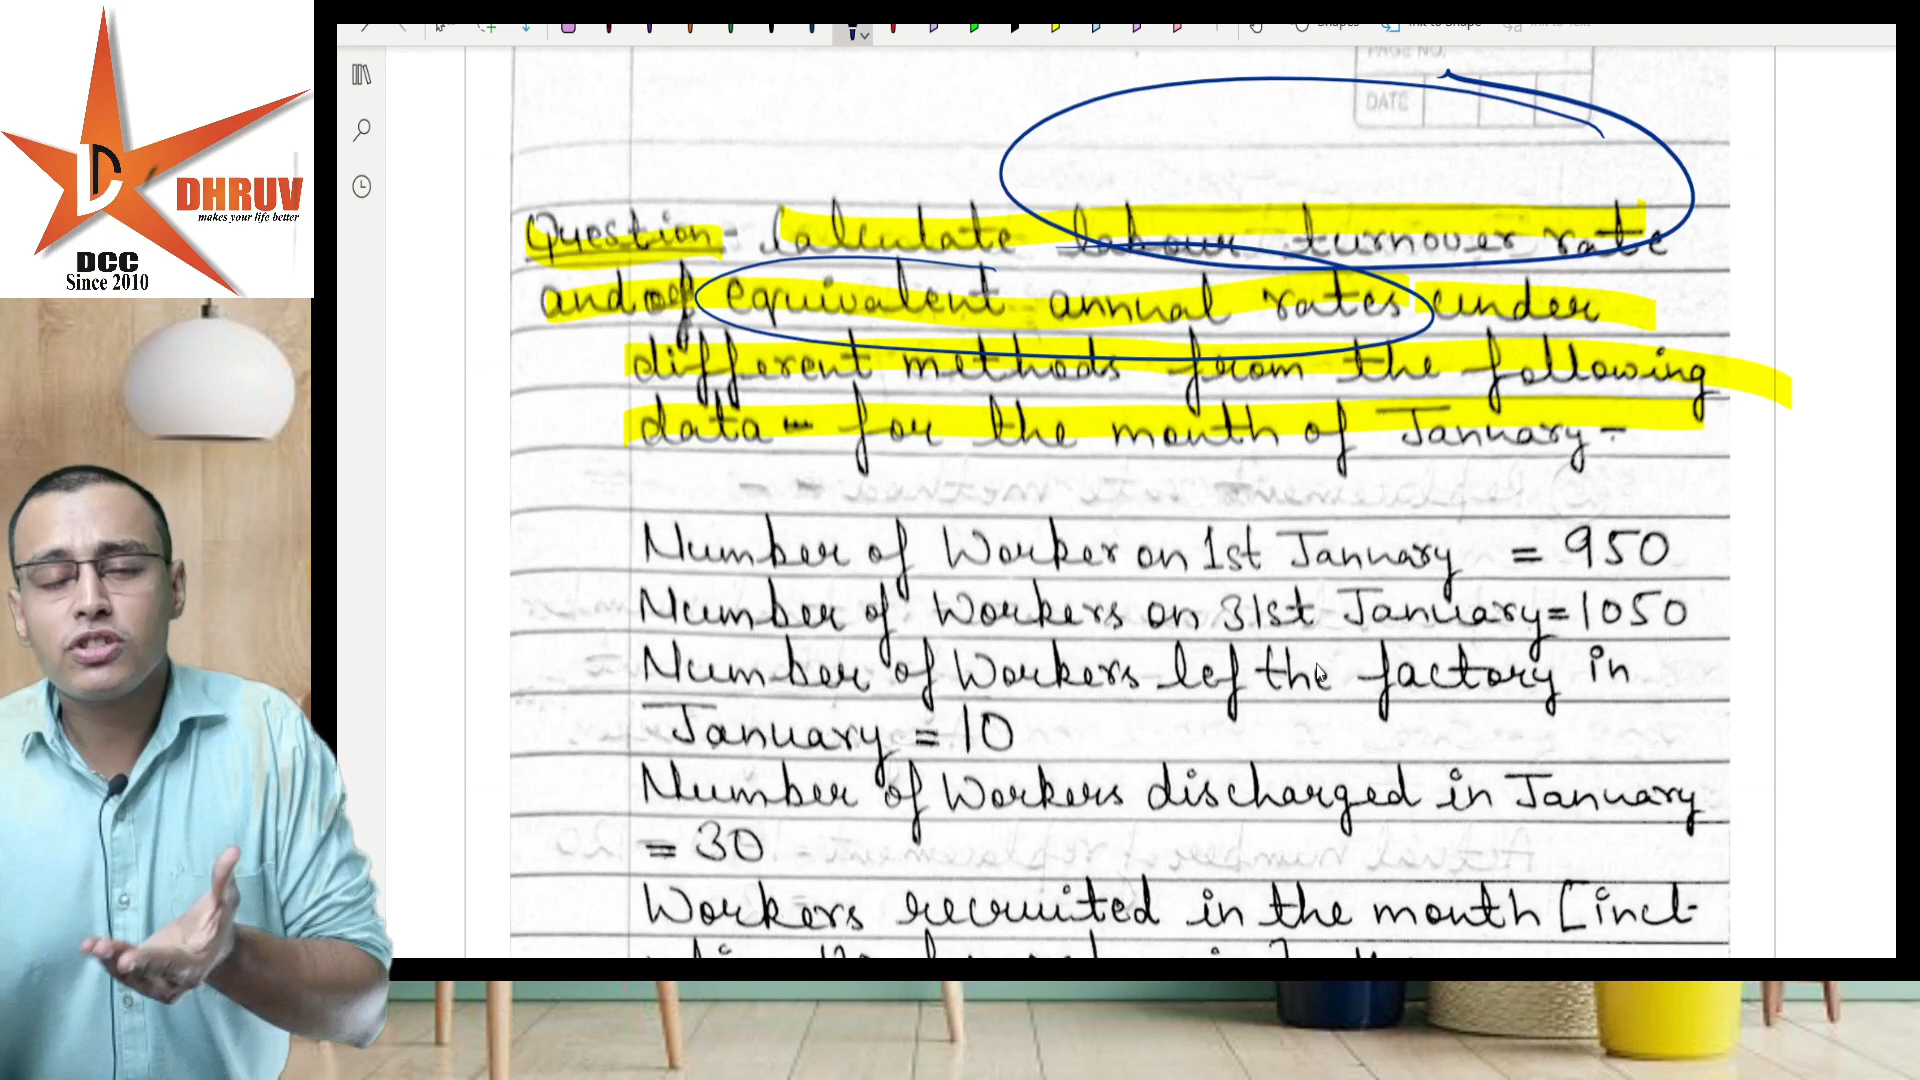 PAGE NO.
DATE
D
DHRUV
makes your life better
DCC
Since 2010
Question - Calculate labour turnover rate
and of equivalent annual rates under
different methods from the following
data - for the month of January -
Number of Worker on 1st January = 950
Number of Workers on 31st January = 1050
Number of Workers lef the factory in
January = 10
Number of Workers discharged in January
= 30
Workers recruited in the month [incl-